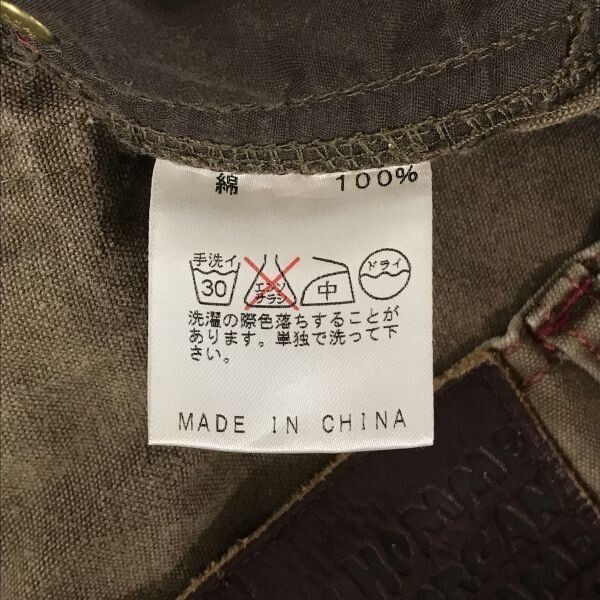 綿 100%
手洗イ
30
エンソ
サラシ
中
ドライ
洗濯の際色落ちすることが
あります。単独で洗って下
さい。
MADE IN CHINA
HOMME